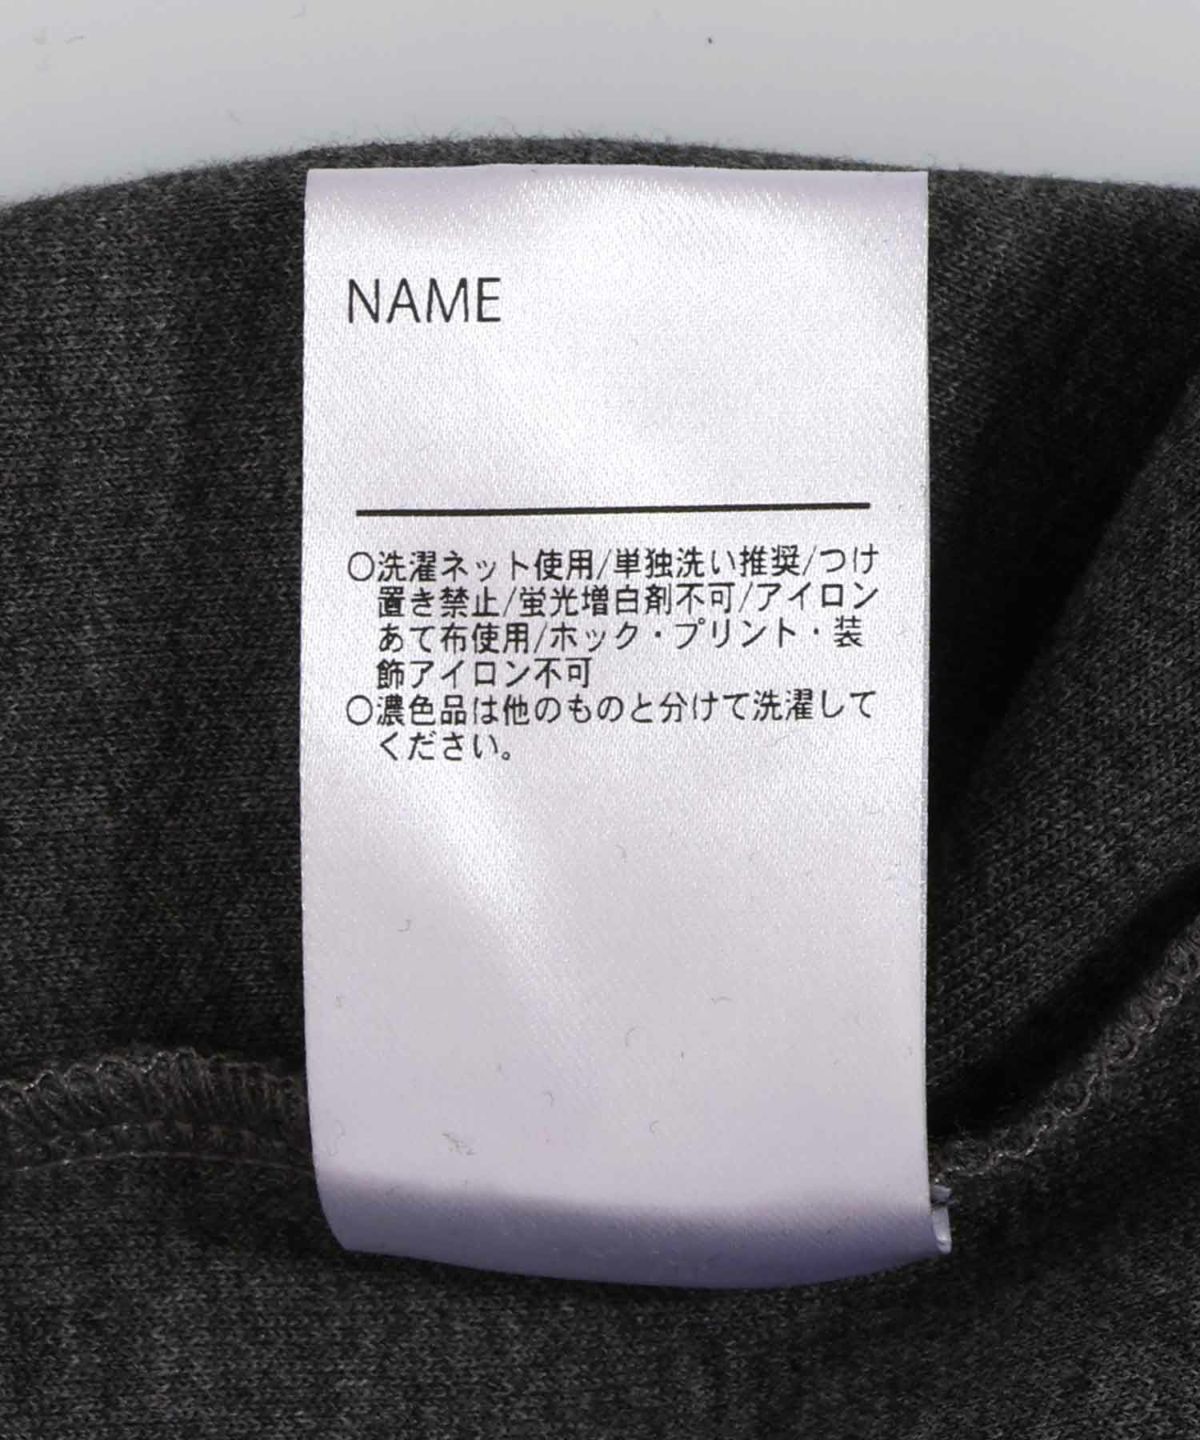 NAME
○洗濯ネット使用/単独洗い推奨/つけ
置き禁止/蛍光増白剤不可/アイロン
あて布使用/ホック・プリント・装
飾アイロン不可
○濃色品は他のものと分けて洗濯して
ください。